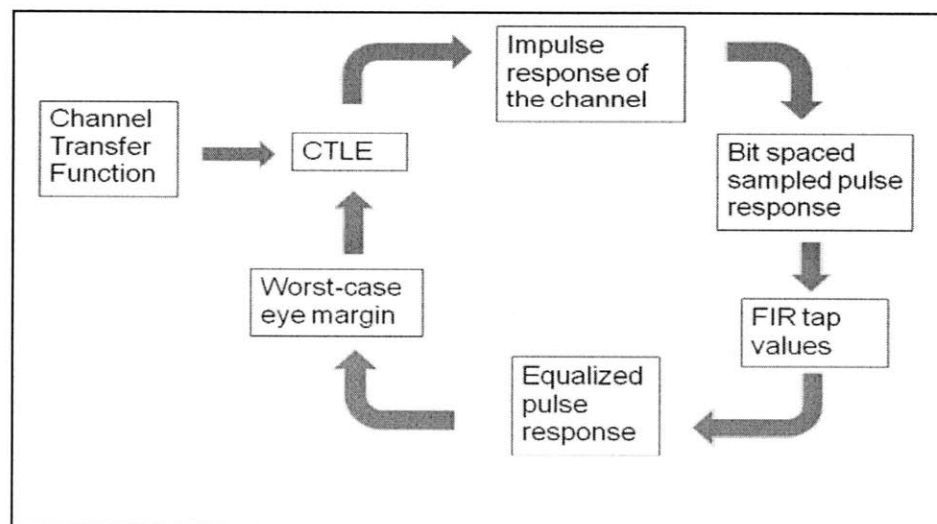 Channel
Transfer
Function
CTLE
Impulse
response of
the channel
Bit spaced
sampled pulse
response
FIR tap
values
Equalized
pulse
response
Worst-case
eye margin